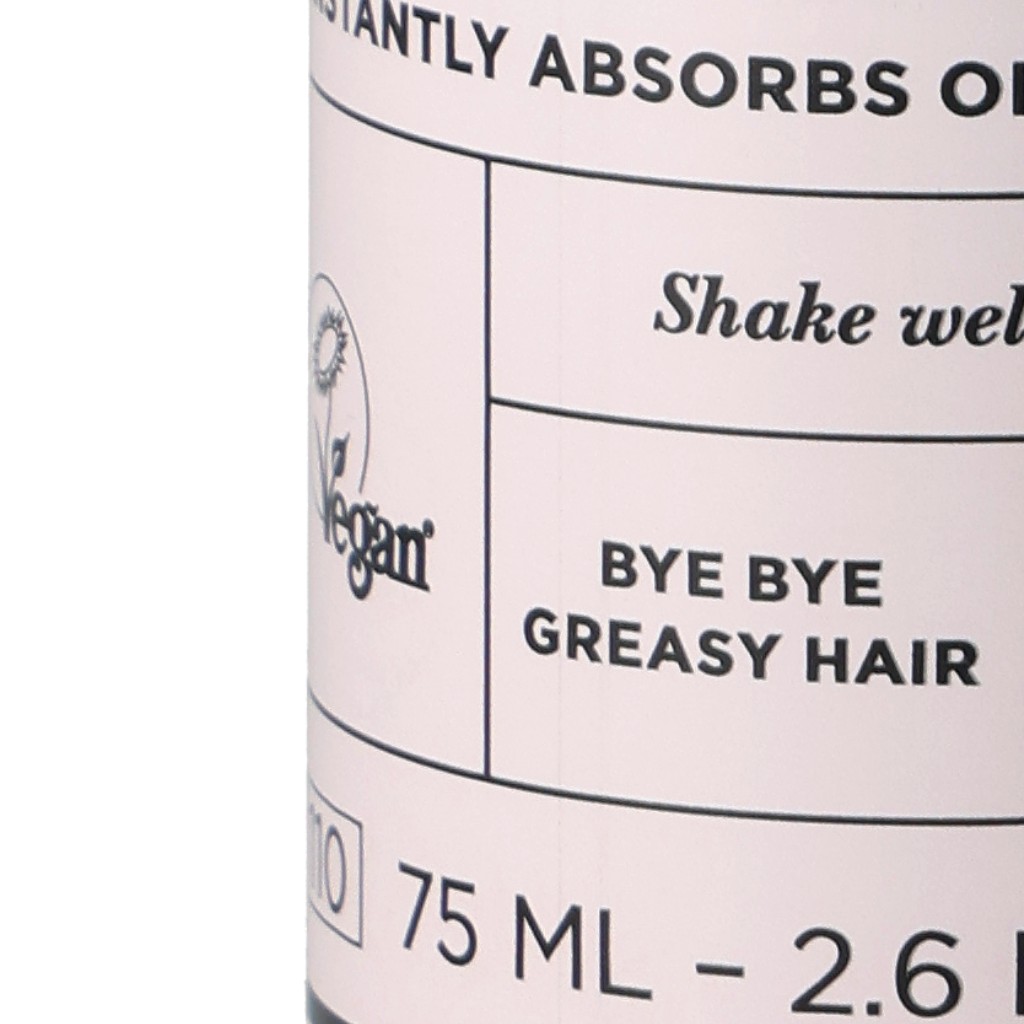 ABSORBS
Shake
Vegan
BYE BYE
GREASY HAIR
75 ML – 2.6